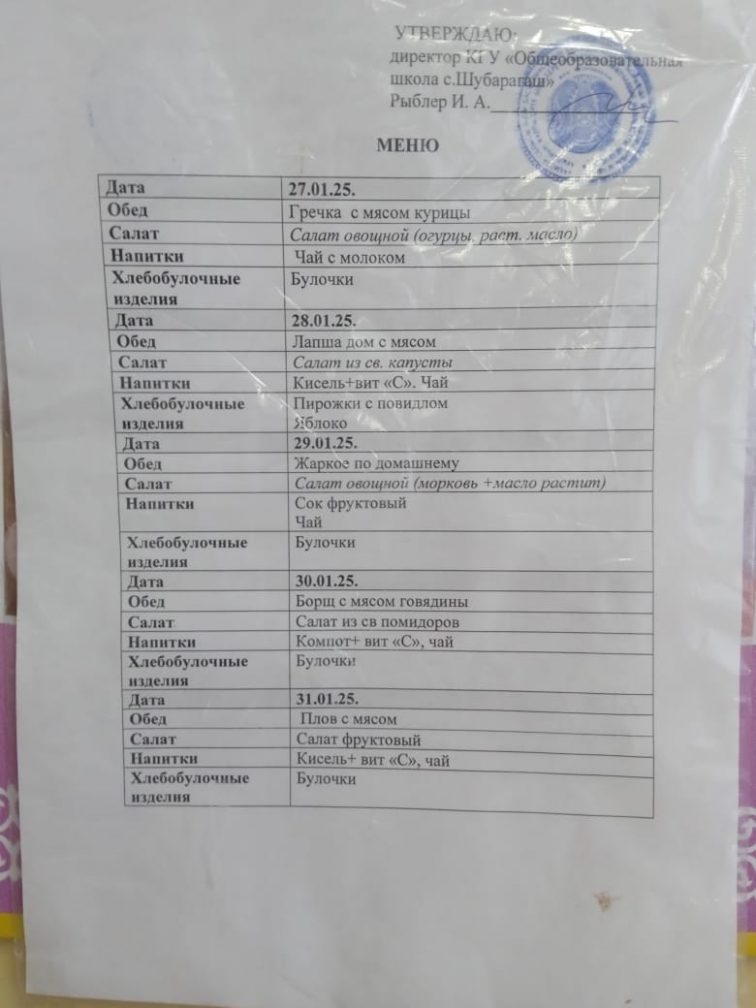 УТВЕРЖДАЮ:
директор КГУ «Общеобразовательная
школа с.Шубарагаш»
Рыблер И. А.
МЕНЮ
Дата 27.01.25.
Обед Гречка с мясом курицы
Салат Салат овощной (огурцы, раст. масло)
Напитки Чай с молоком
Хлебобулочные Булочки
изделия
Дата 28.01.25.
Обед Лапша дом с мясом
Салат Салат из св. капусты
Напитки Кисель+вит «С». Чай
Хлебобулочные Пирожки с повидлом
изделия Яблоко
Дата 29.01.25.
Обед Жаркое по домашнему
Салат Салат овощной (морковь +масло растит)
Напитки Сок фруктовый
Чай
Хлебобулочные Булочки
изделия
Дата 30.01.25.
Обед Борщ с мясом говядины
Салат Салат из св помидоров
Напитки Компот+ вит «С», чай
Хлебобулочные Булочки
изделия
Дата 31.01.25.
Обед Плов с мясом
Салат Салат фруктовый
Напитки Кисель+ вит «С», чай
Хлебобулочные Булочки
изделия